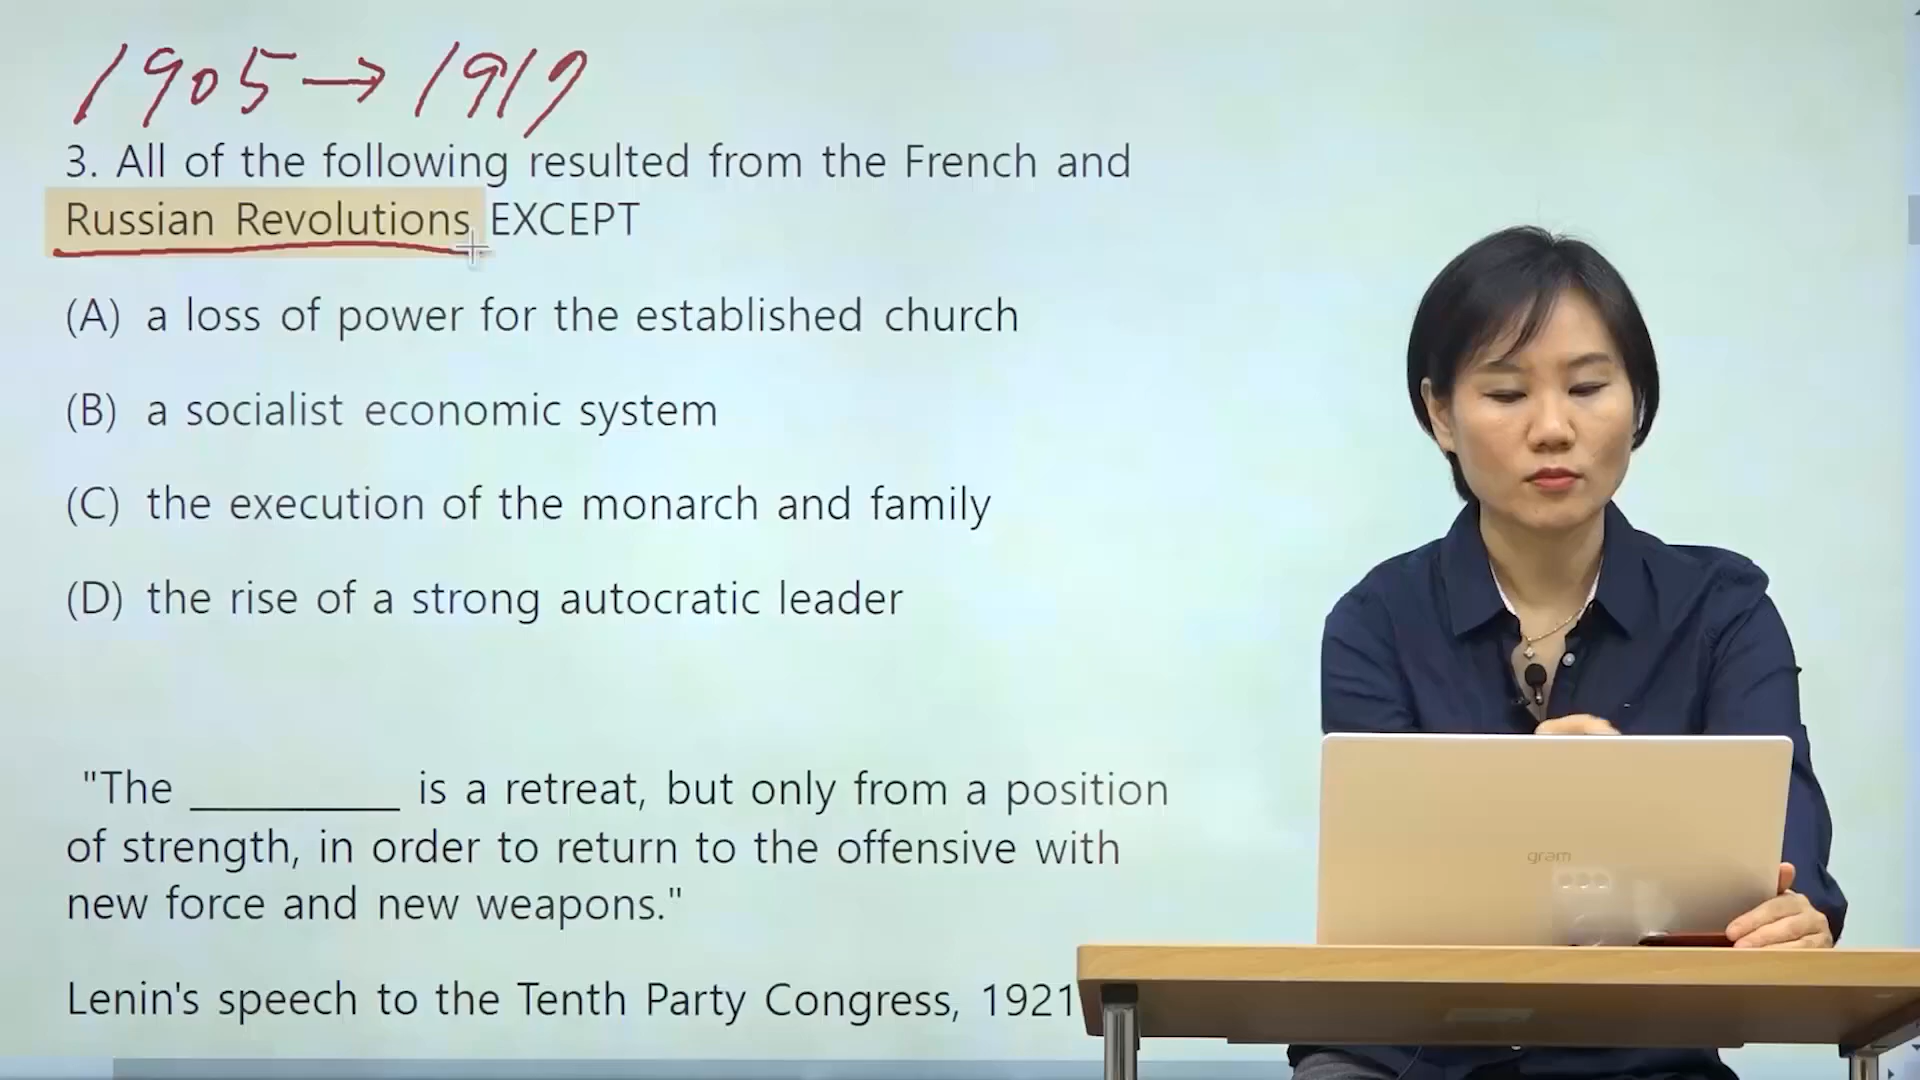 1905 → 1917
3. All of the following resulted from the French and
Russian Revolutions EXCEPT
(A) a loss of power for the established church
(B) a socialist economic system
(C) the execution of the monarch and family
(D) the rise of a strong autocratic leader
"The __________ is a retreat, but only from a position
of strength, in order to return to the offensive with
new force and new weapons."
Lenin's speech to the Tenth Party Congress, 1921
gram